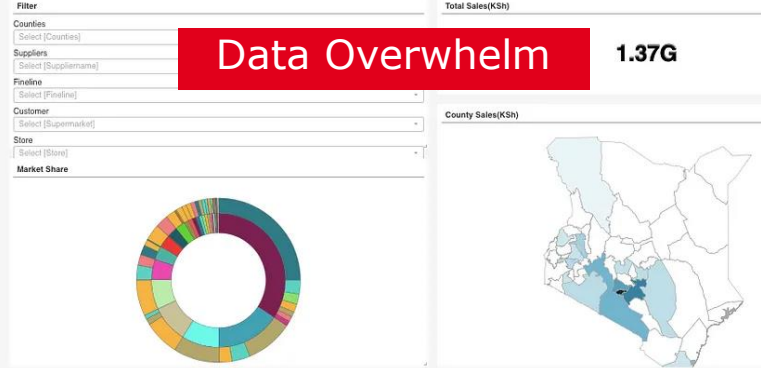 Filter
Counties
Select [Counties]
Suppliers
Select [Suppliername]
Fineline
Select [Fineline]
Customer
Select [Supermarket]
Store
Select [Store]
Data Overwhelm
Total Sales(KSh)
1.37G
Market Share
County Sales(KSh)